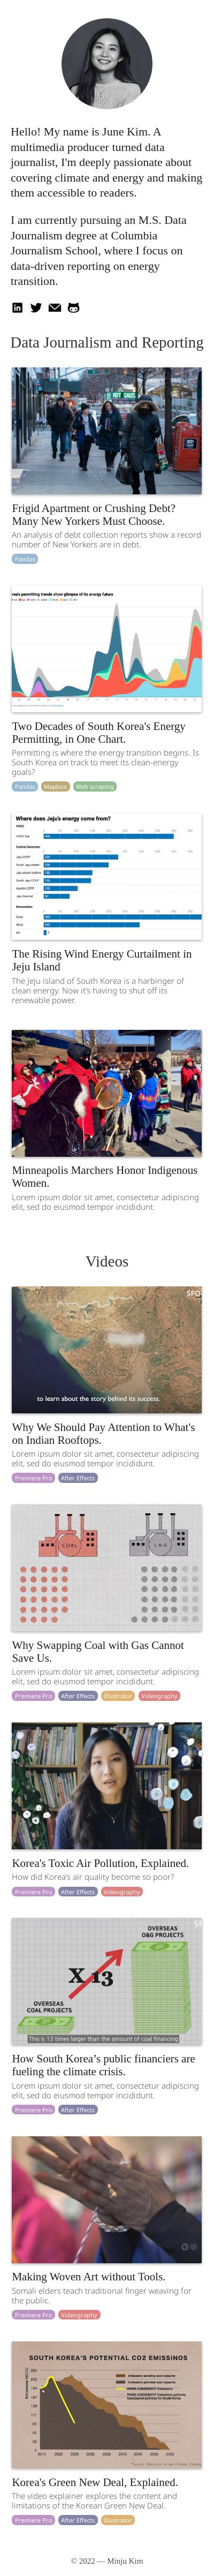 Hello! My name is June Kim. A
multimedia producer turned data
journalist, I'm deeply passionate about
covering climate and energy and making
them accessible to readers.
I am currently pursuing an M.S. Data
Journalism degree at Columbia
Journalism School, where I focus on
data-driven reporting on energy
transition.
Data Journalism and Reporting
HOT SALES
Frigid Apartment or Crushing Debt?
Many New Yorkers Must Choose.
An analysis of debt collection reports show a record
number of New Yorkers are in debt.
Pandas
permitting trends show glimpses of its energy future
Two Decades of South Korea's Energy
Permitting, in One Chart.
Permitting is where the energy transition begins. Is
South Korea on track to meet its clean-energy
goals?
Pandas Mapbox Web scraping
Where does Jeju's energy come from?
The Rising Wind Energy Curtailment in
Jeju Island
The Jeju island of South Korea is a harbinger of
clean energy. Now it's having to shut off its
renewable power.
Minneapolis Marchers Honor Indigenous
Women.
Lorem ipsum dolor sit amet, consectetur adipiscing
elit, sed do eiusmod tempor incididunt.
Videos
SFO
to learn about the story behind its success.
Why We Should Pay Attention to What's
on Indian Rooftops.
Lorem ipsum dolor sit amet, consectetur adipiscing
elit, sed do eiusmod tempor incididunt.
Premiere Pro After Effects
COAL LNG
Why Swapping Coal with Gas Cannot
Save Us.
Lorem ipsum dolor sit amet, consectetur adipiscing
elit, sed do eiusmod tempor incididunt.
Premiere Pro After Effects Illustrator Videography
Korea's Toxic Air Pollution, Explained.
How did Korea's air quality become so poor?
Premiere Pro After Effects Videography
OVERSEAS
O&G PROJECTS
X 13
OVERSEAS
COAL PROJECTS
This is 13 times larger than the amount of coal financing
How South Korea's public financiers are
fueling the climate crisis.
Lorem ipsum dolor sit amet, consectetur adipiscing
elit, sed do eiusmod tempor incididunt.
Premiere Pro After Effects
Making Woven Art without Tools.
Somali elders teach traditional finger weaving for
the public.
Premiere Pro Videography
SOUTH KOREA'S POTENTIAL CO2 EMISSINOS
Korea's Green New Deal, Explained.
The video explainer explores the content and
limitations of the Korean Green New Deal.
Premiere Pro After Effects Illustrator
© 2022 — Minju Kim